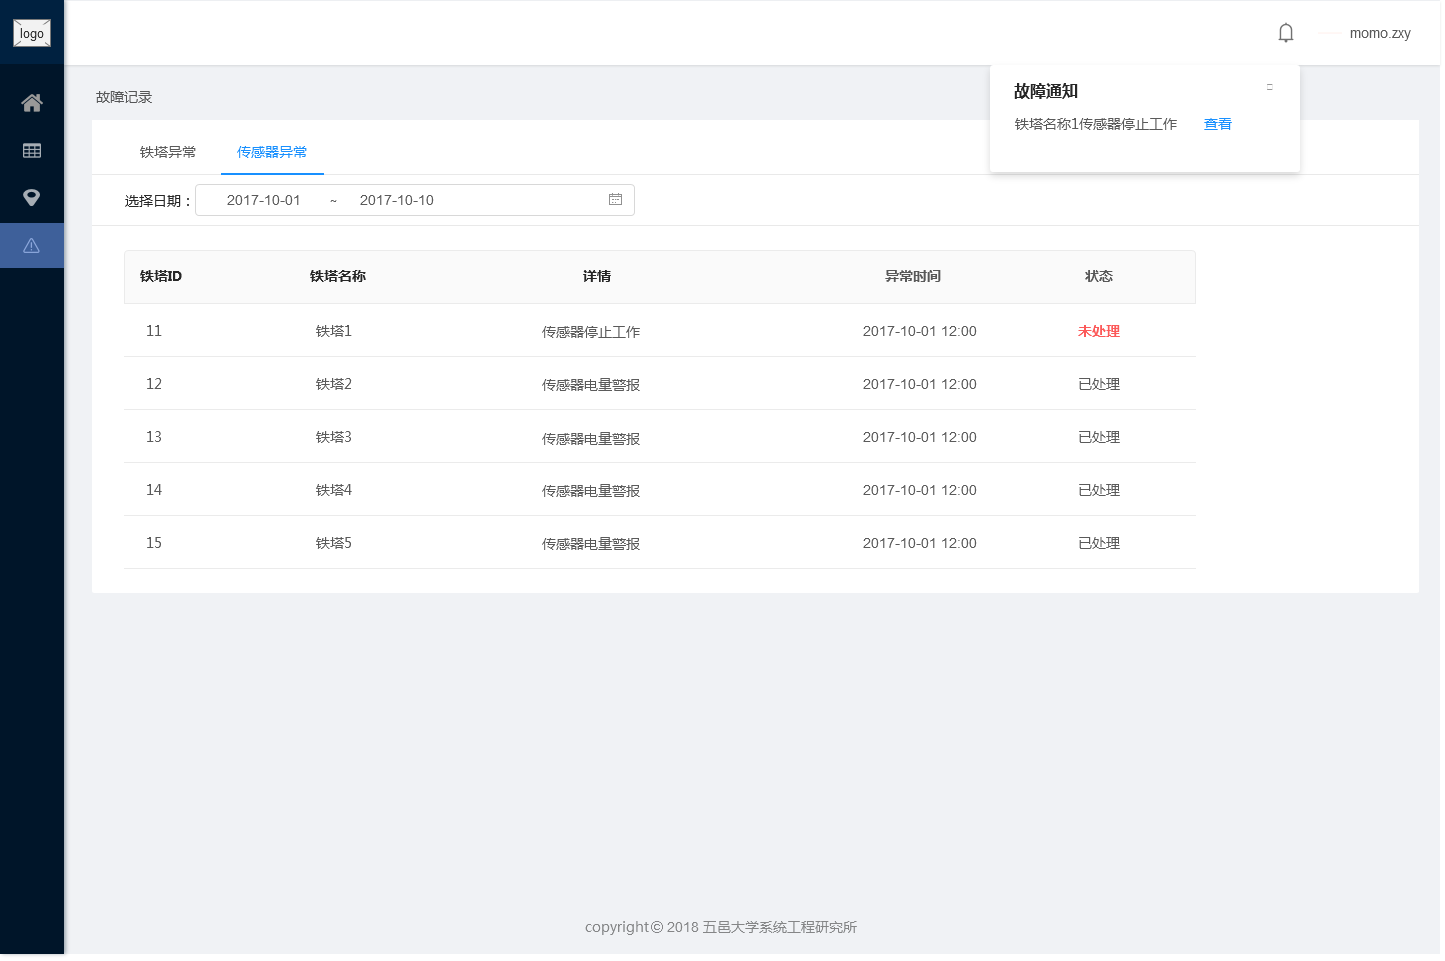 logo
momo.zxy
故障记录
故障通知
铁塔名称1传感器停止工作 查看
铁塔异常 传感器异常
选择日期： 2017-10-01 ~ 2017-10-10
铁塔ID 铁塔名称 详情 异常时间 状态
11 铁塔1 传感器停止工作 2017-10-01 12:00 未处理
12 铁塔2 传感器电量警报 2017-10-01 12:00 已处理
13 铁塔3 传感器电量警报 2017-10-01 12:00 已处理
14 铁塔4 传感器电量警报 2017-10-01 12:00 已处理
15 铁塔5 传感器电量警报 2017-10-01 12:00 已处理
copyright© 2018 五邑大学系统工程研究所